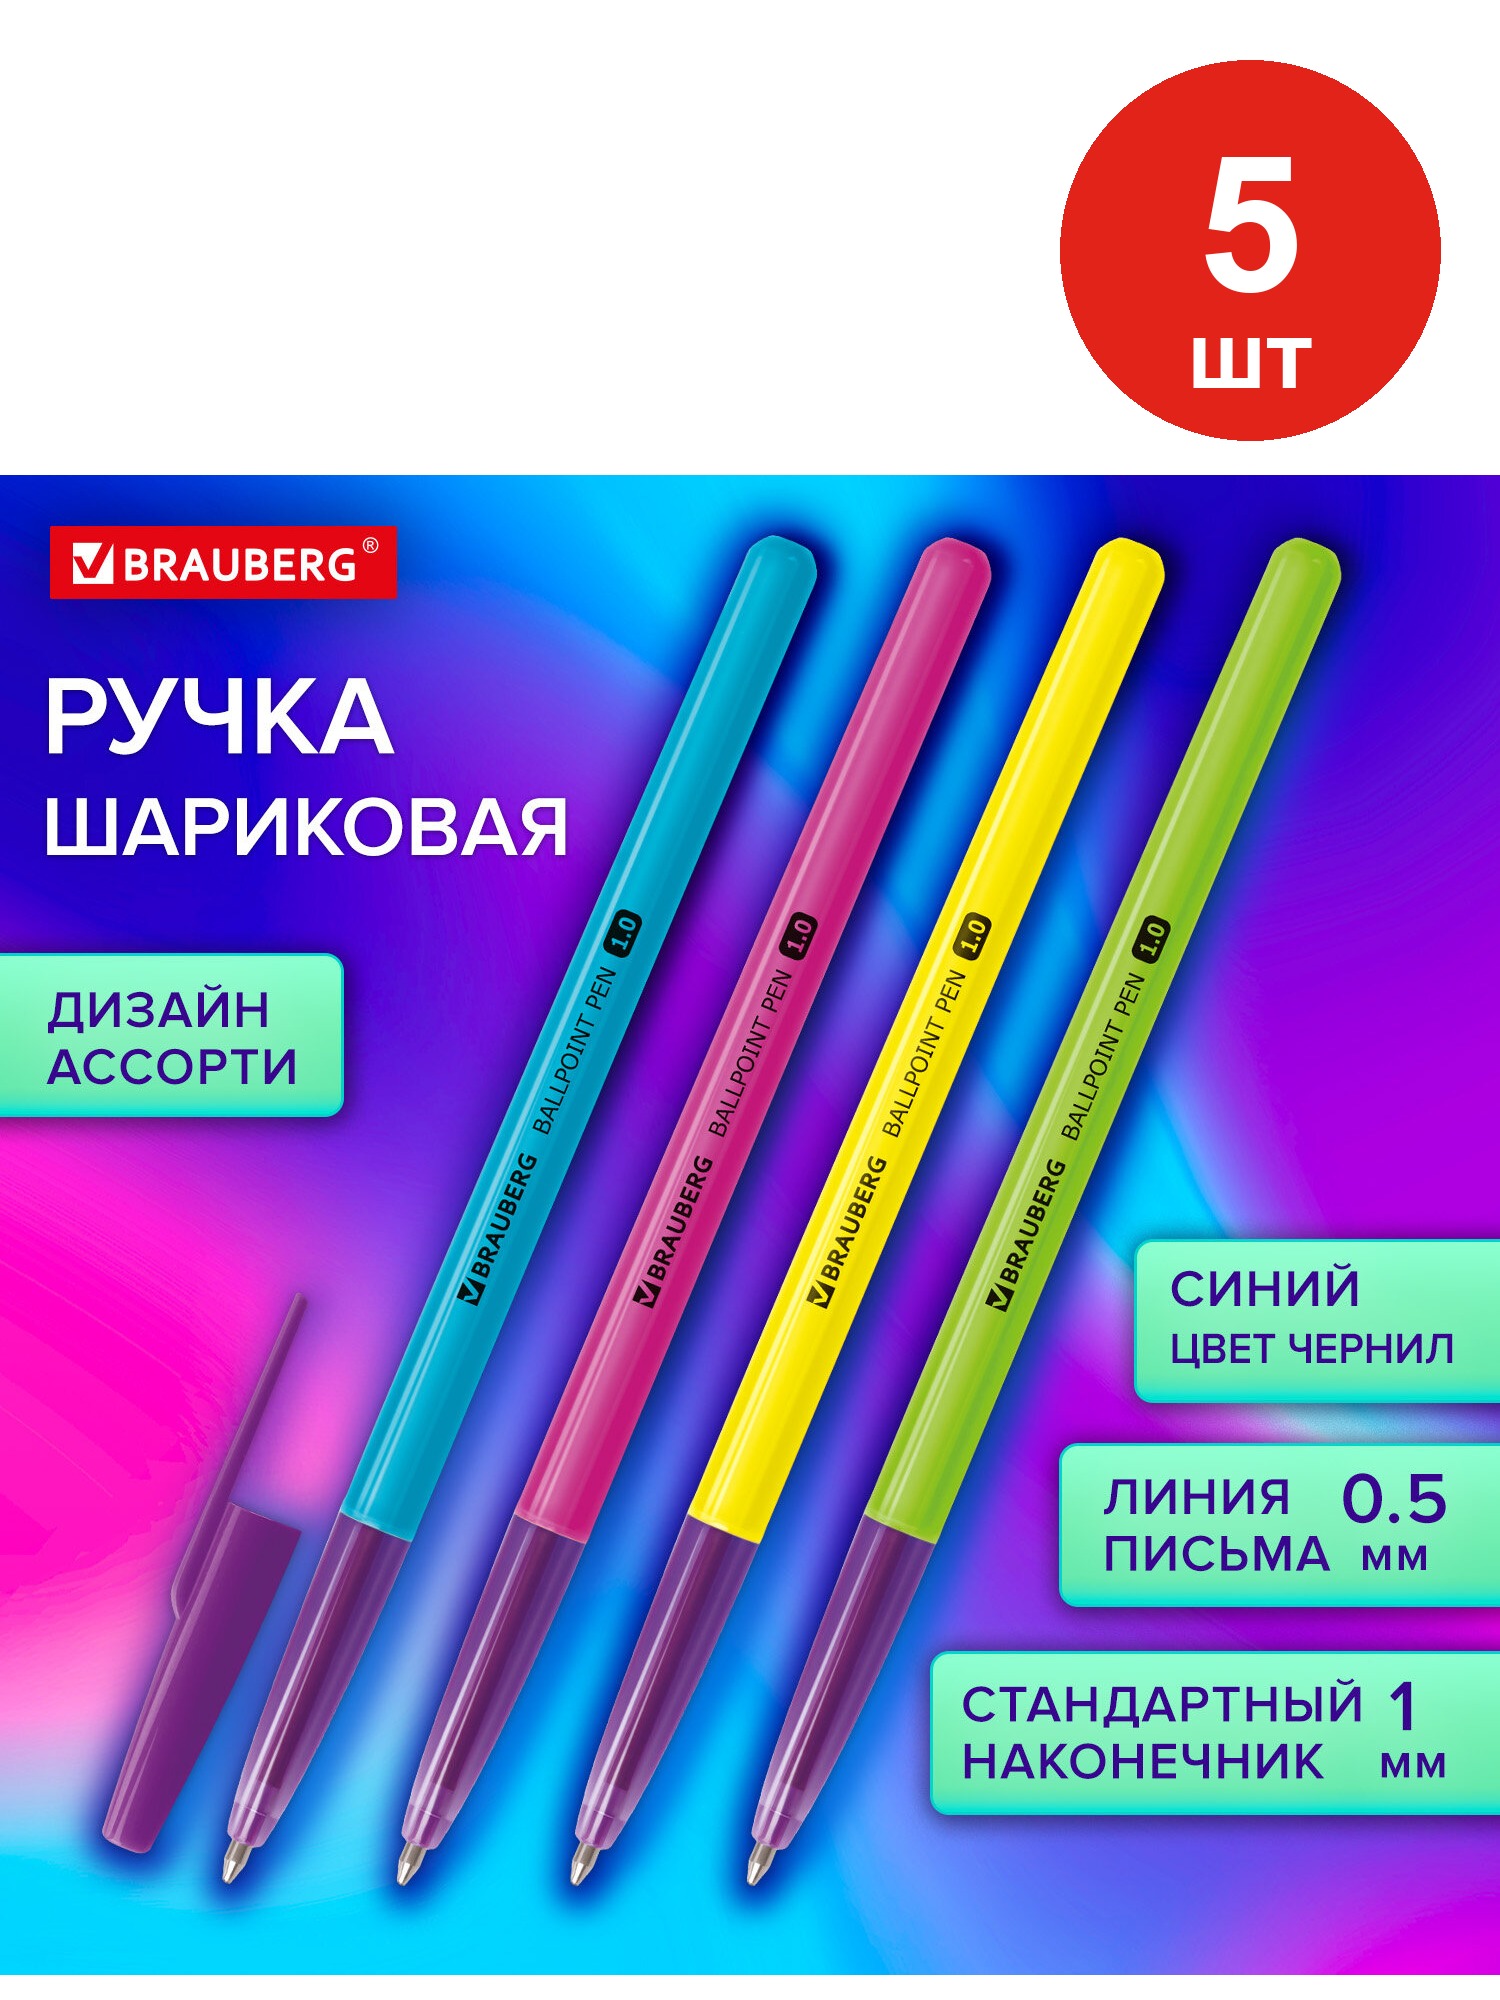 5
шт
BRAUBERG®
РУЧКА
ШАРИКОВАЯ
ДИЗАЙН
АССОРТИ
BRAUBERG BALLPOINT PEN 1.0
BRAUBERG BALLPOINT PEN 1.0
BRAUBERG BALLPOINT PEN 1.0
BRAUBERG BALLPOINT PEN 1.0
СИНИЙ
ЦВЕТ ЧЕРНИЛ
ЛИНИЯ 0.5
ПИСЬМА мм
СТАНДАРТНЫЙ 1
НАКОНЕЧНИК мм